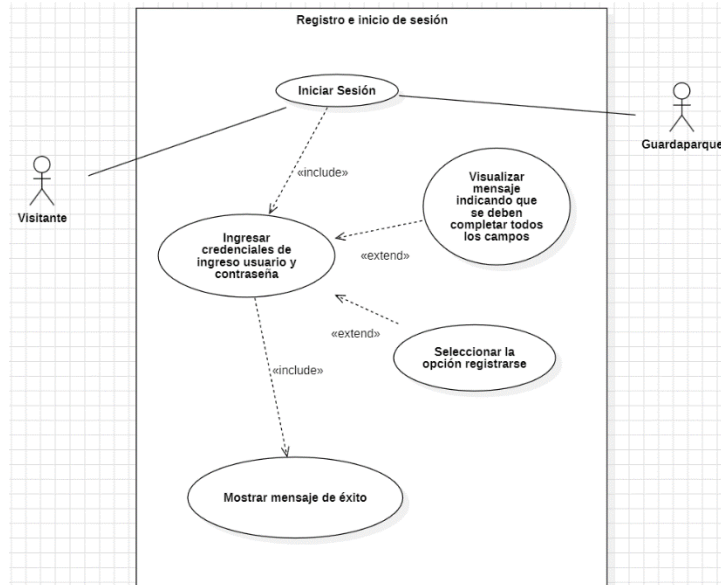 Registro e inicio de sesión
Iniciar Sesión
Guardaparque
«include»
Visualizar
mensaje
indicando que
se deben
completar todos
los campos
Visitante
Ingresar
credenciales de
ingreso usuario y
contraseña
«extend»
«extend»
Seleccionar la
opción registrarse
«include»
Mostrar mensaje de éxito